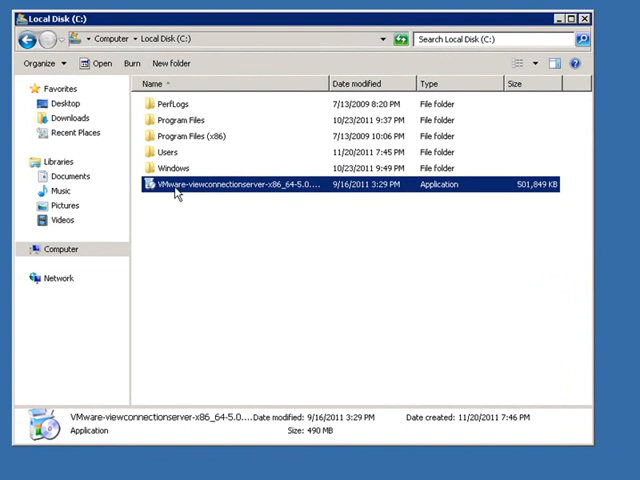 Local Disk (C:)
Computer Local Disk (C:) Search Local Disk (C:)
Organize Open Burn New folder
Name Date modified Type Size
Favorites
Desktop
Downloads
Recent Places
Libraries
Documents
Music
Pictures
Videos
Computer
Network
PerfLogs 7/13/2009 8:20 PM File folder
Program Files 10/23/2011 9:37 PM File folder
Program Files (x86) 7/13/2009 10:06 PM File folder
Users 11/20/2011 7:45 PM File folder
Windows 10/23/2011 9:49 PM File folder
VMware-viewconnectionserver-x86_64-5.0.... 9/16/2011 3:29 PM Application 501,849 KB
VMware-viewconnectionserver-x86_64-5.0.... Date modified: 9/16/2011 3:29 PM Date created: 11/20/2011 7:46 PM
Application Size: 490 MB